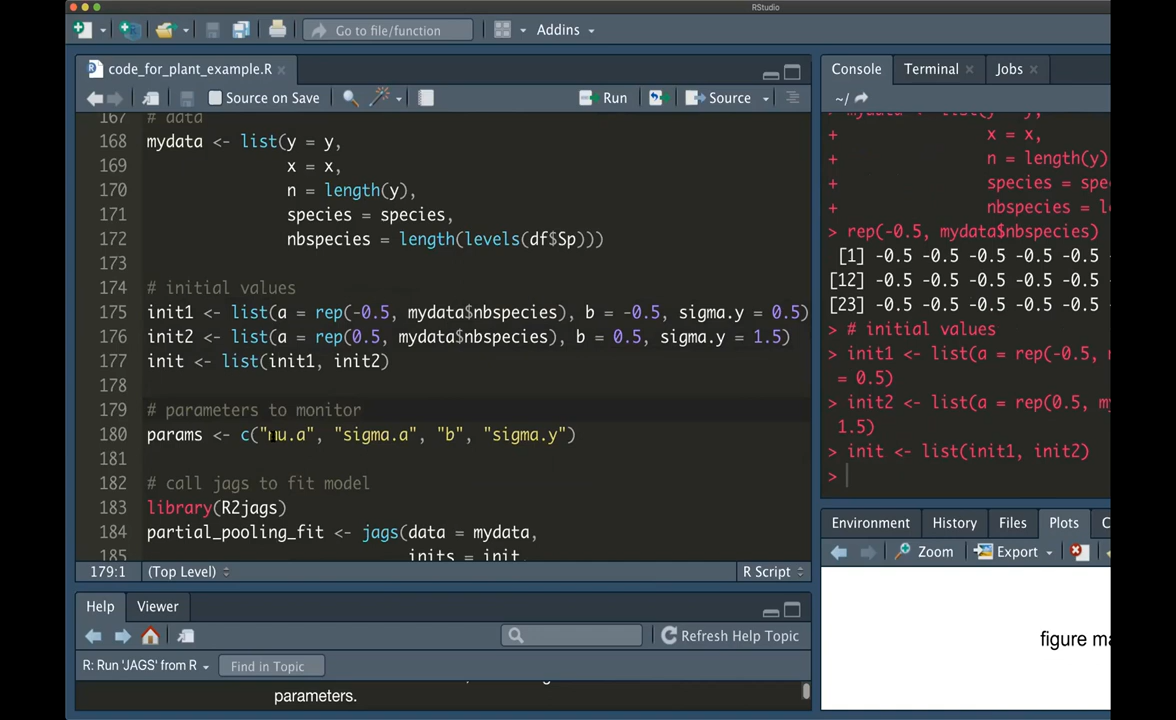 RStudio
Go to file/function
Addins
code_for_plant_example.R
Source on Save
Run
Source
167 # data
168 mydata <- list(y = y,
169 x = x,
170 n = length(y),
171 species = species,
172 nbspecies = length(levels(df$Sp)))
173
174 # initial values
175 init1 <- list(a = rep(-0.5, mydata$nbspecies), b = -0.5, sigma.y = 0.5)
176 init2 <- list(a = rep(0.5, mydata$nbspecies), b = 0.5, sigma.y = 1.5)
177 init <- list(init1, init2)
178
179 # parameters to monitor
180 params <- c("mu.a", "sigma.a", "b", "sigma.y")
181
182 # call jags to fit model
183 library(R2jags)
184 partial_pooling_fit <- jags(data = mydata,
185 inits = init,
179:1 (Top Level) R Script
Help Viewer
Refresh Help Topic
R: Run 'JAGS' from R Find in Topic
parameters.
Console Terminal Jobs
~/
+ x = x,
+ n = length(y)
+ species = spe
+ nbspecies = l
> rep(-0.5, mydata$nbspecies)
[1] -0.5 -0.5 -0.5 -0.5 -0.5
[12] -0.5 -0.5 -0.5 -0.5 -0.5
[23] -0.5 -0.5 -0.5 -0.5 -0.5
> # initial values
> init1 <- list(a = rep(-0.5,
= 0.5)
> init2 <- list(a = rep(0.5, my
1.5)
> init <- list(init1, init2)
>
Environment History Files Plots
Zoom Export
figure ma